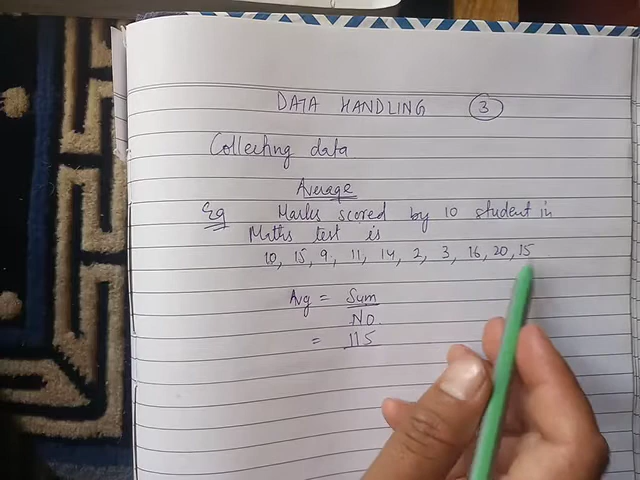 DATA HANDLING 3
Collecting data
Average
Eg Marks scored by 10 student in
Maths test is
10, 15, 9, 11, 14, 2, 3, 16, 20, 15
Avg = Sum
No.
= 115